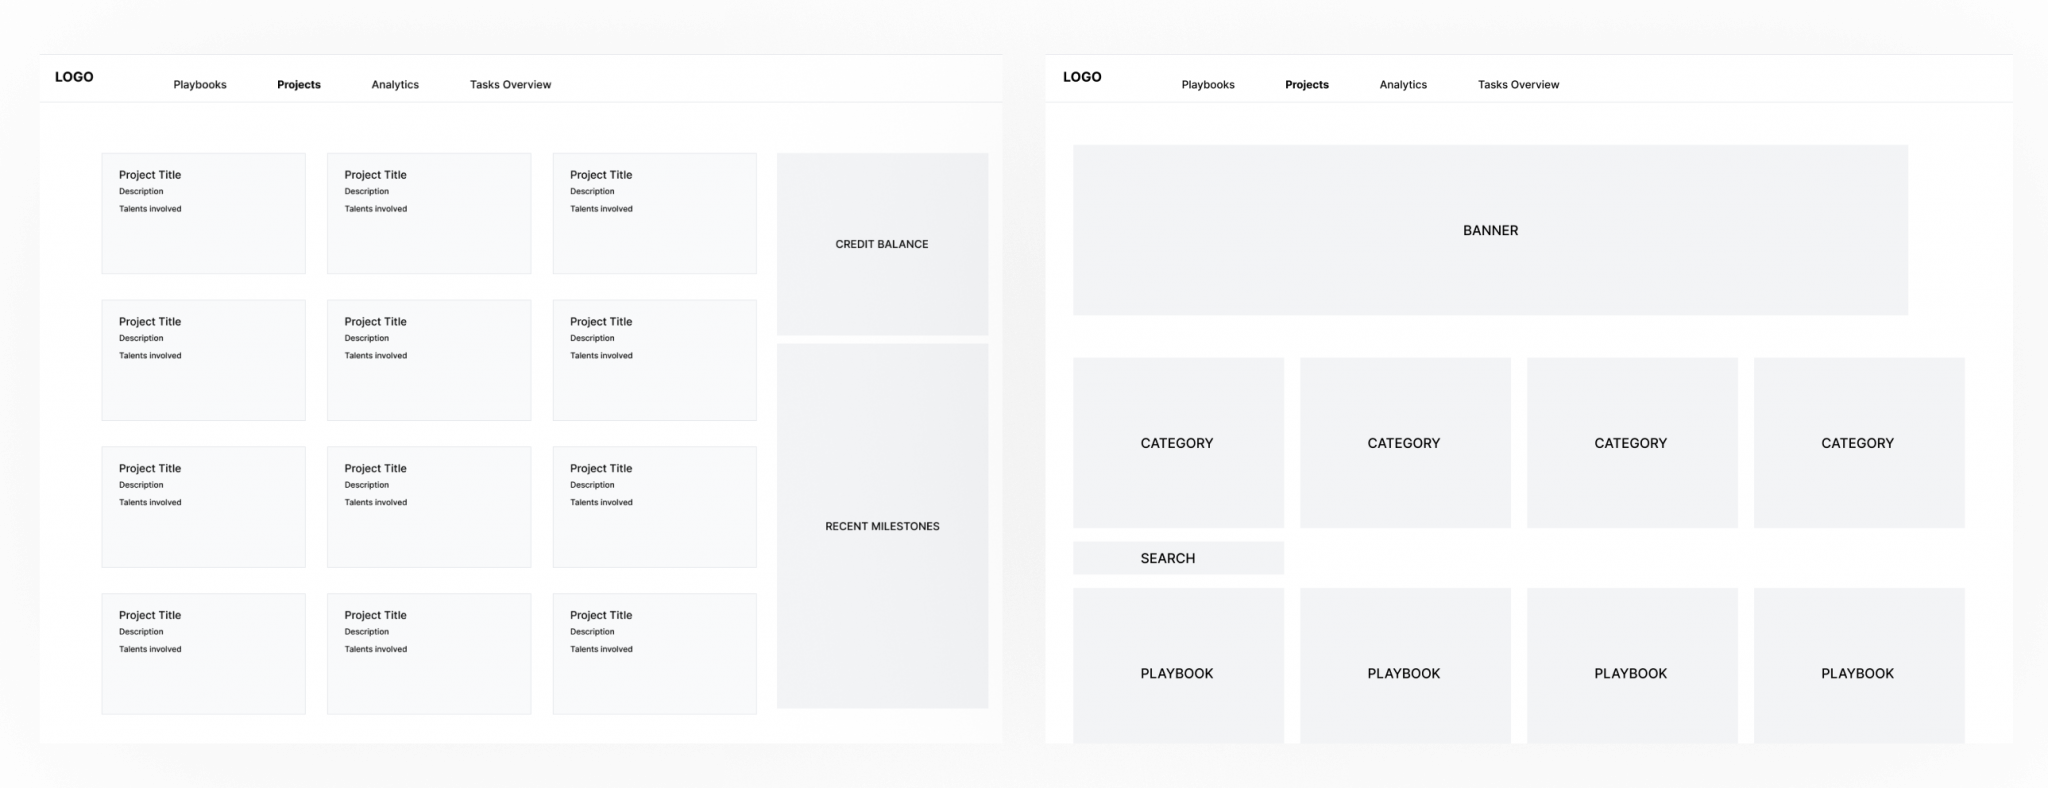 LOGO
Playbooks Projects Analytics Tasks Overview
Project Title Project Title Project Title
Description Description Description
Talents involved Talents involved Talents involved
CREDIT BALANCE
Project Title Project Title Project Title
Description Description Description
Talents involved Talents involved Talents involved
Project Title Project Title Project Title
Description Description Description
Talents involved Talents involved Talents involved
RECENT MILESTONES
Project Title Project Title Project Title
Description Description Description
Talents involved Talents involved Talents involved
LOGO
Playbooks Projects Analytics Tasks Overview
BANNER
CATEGORY CATEGORY CATEGORY CATEGORY
SEARCH
PLAYBOOK PLAYBOOK PLAYBOOK PLAYBOOK